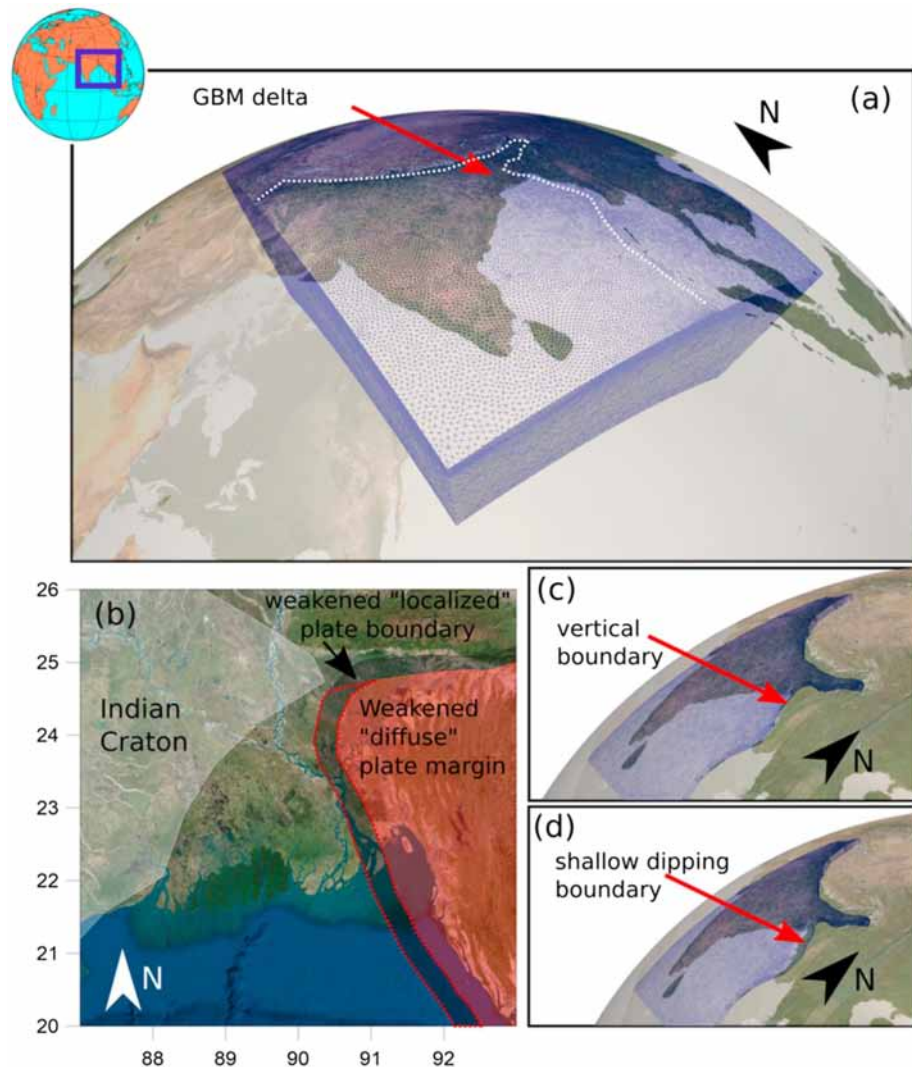 GBM delta
(a)
N
26
25
24
23
22
21
20
(b)
weakened "localized"
plate boundary
Indian
Craton
Weakened
"diffuse"
plate margin
N
88
89
90
91
92
(c)
vertical
boundary
N
(d)
shallow dipping
boundary
N